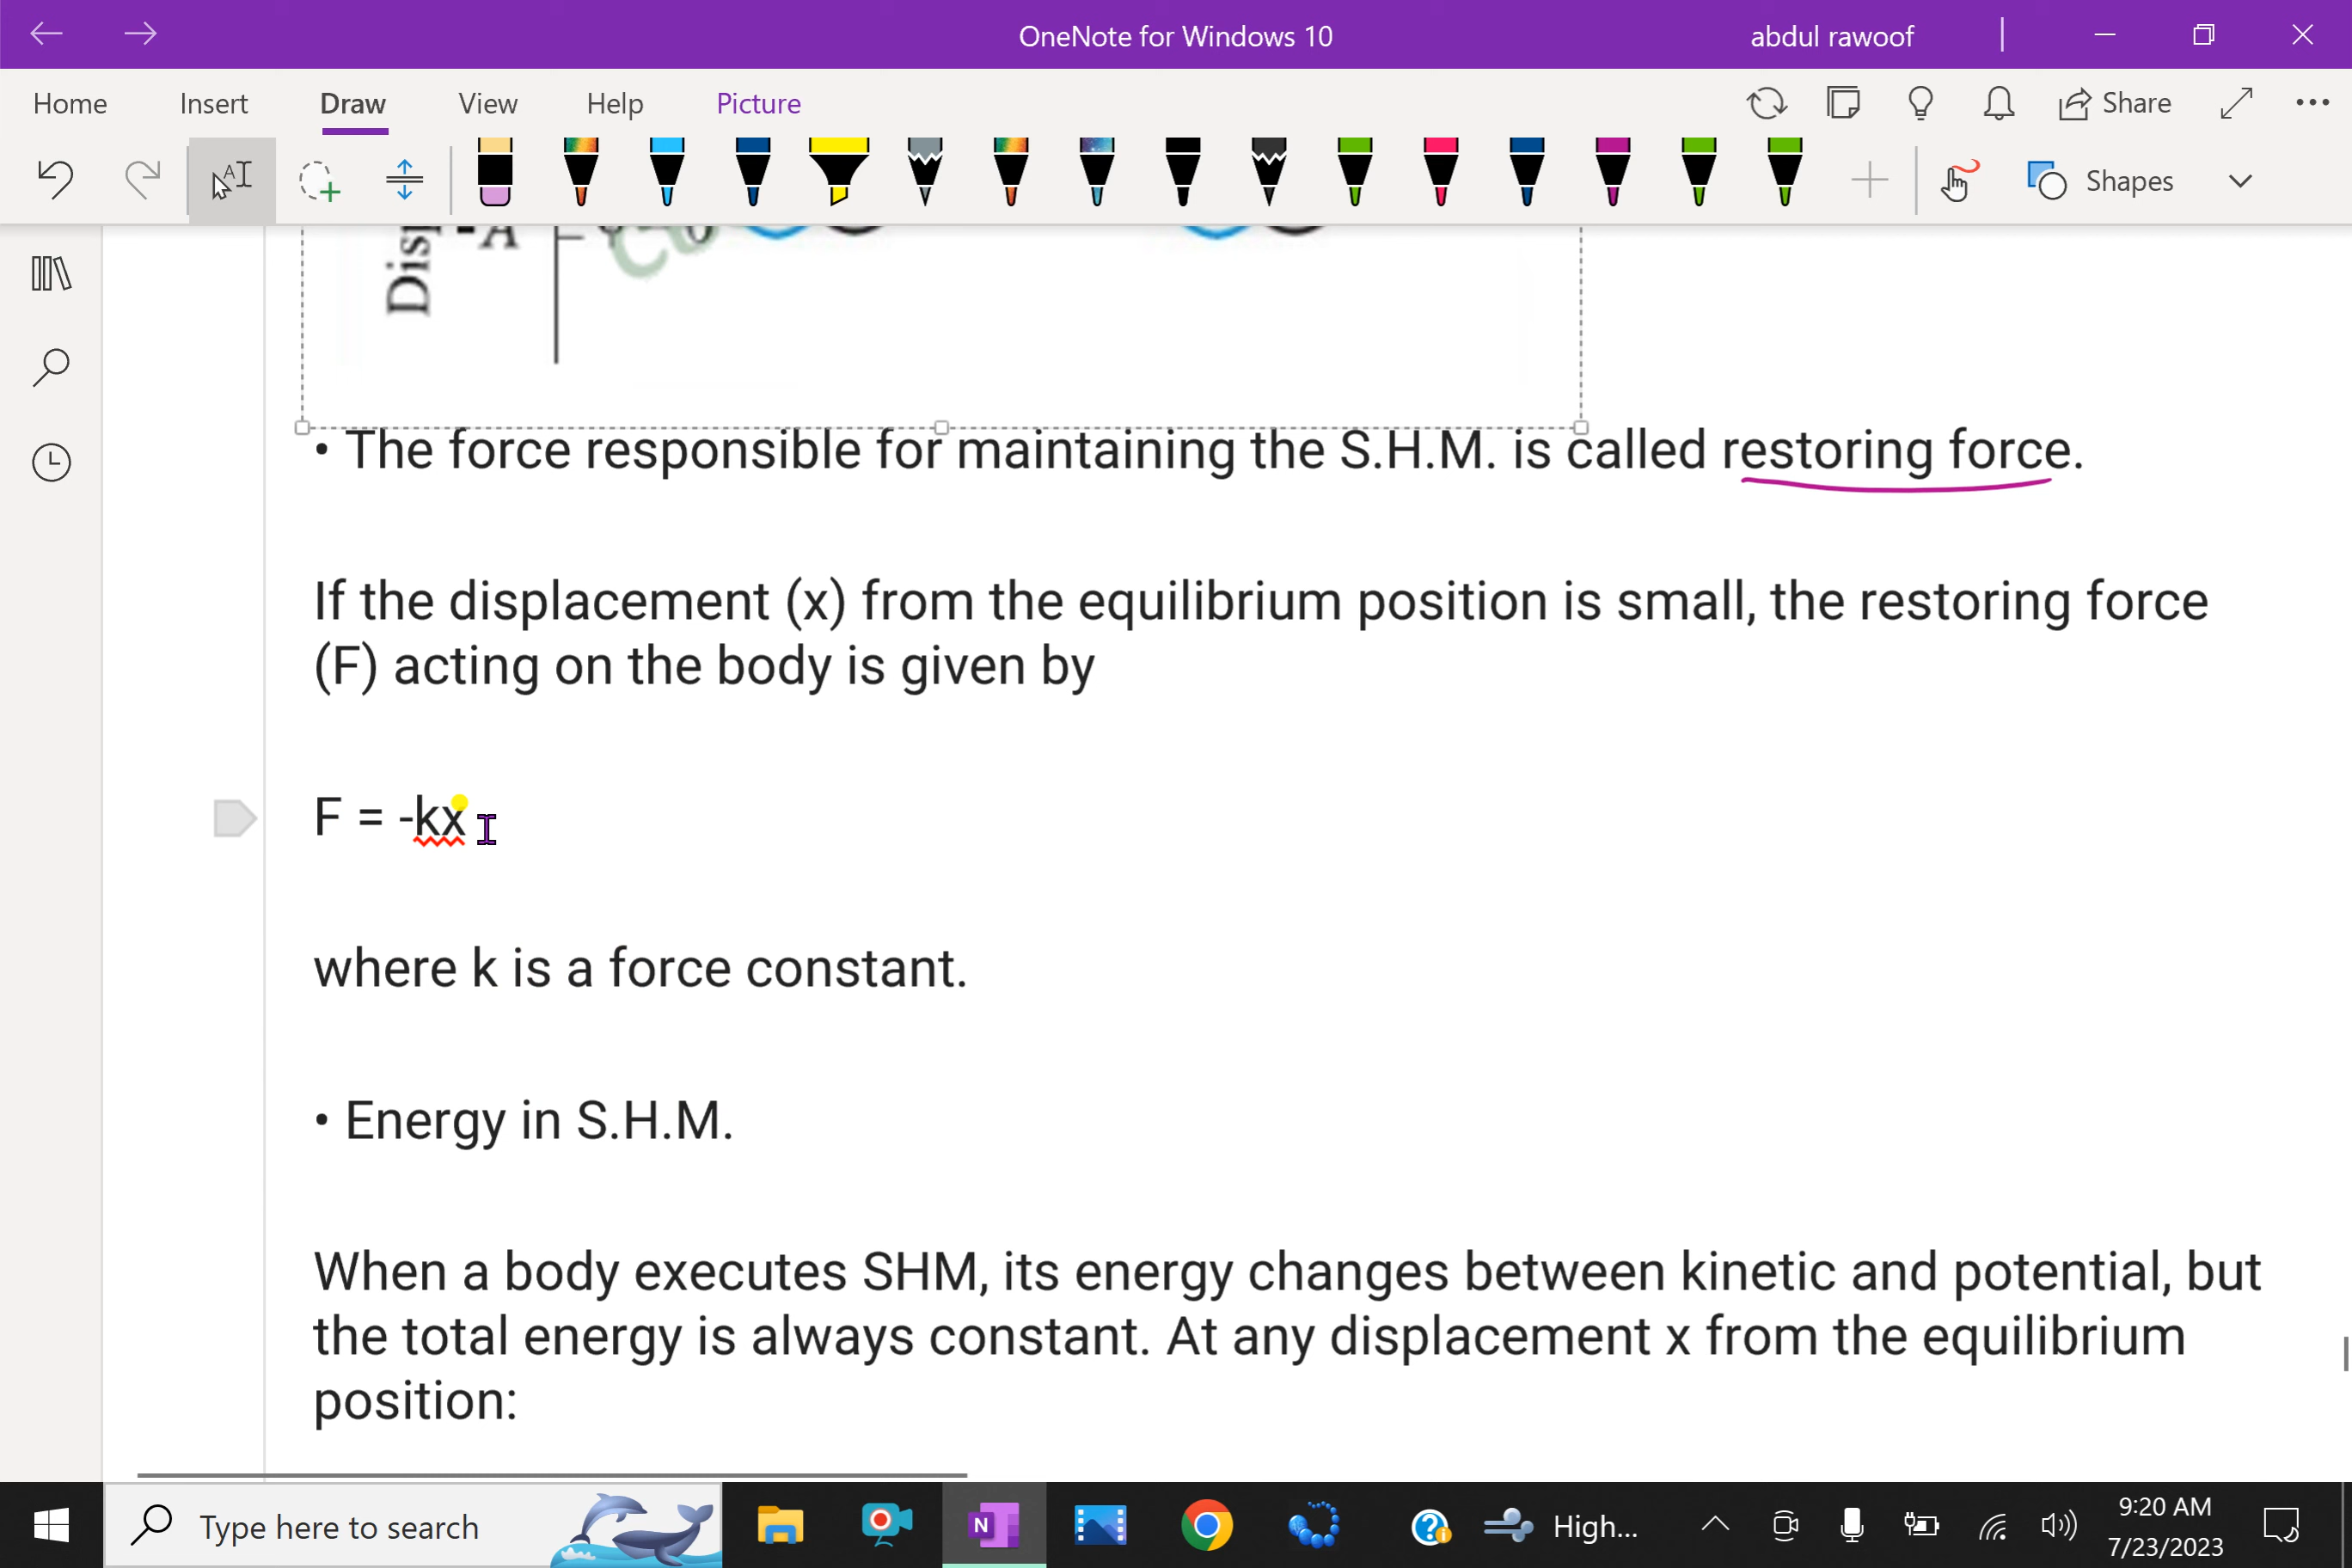 OneNote for Windows 10
abdul rawoof
Home Insert Draw View Help Picture
Share
Shapes
-A
• The force responsible for maintaining the S.H.M. is called restoring force.
If the displacement (x) from the equilibrium position is small, the restoring force
(F) acting on the body is given by
F = -kx
where k is a force constant.
• Energy in S.H.M.
When a body executes SHM, its energy changes between kinetic and potential, but
the total energy is always constant. At any displacement x from the equilibrium
position:
Type here to search
High...
9:20 AM
7/23/2023